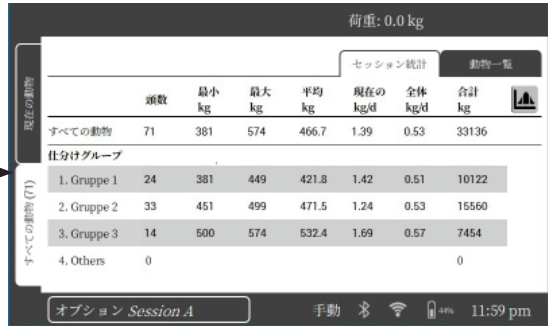 荷重: 0.0 kg
セッション統計 動物一覧
現在の動物
頭数 最小 kg 最大 kg 平均 kg 現在の kg/d 全体 kg/d 合計 kg
すべての動物 71 381 574 466.7 1.39 0.53 33136
仕分けグループ
すべての動物 (71)
1. Gruppe 1 24 381 449 421.8 1.42 0.51 10122
2. Gruppe 2 33 451 499 471.5 1.24 0.53 15560
3. Gruppe 3 14 500 574 532.4 1.69 0.57 7454
4. Others 0 0
オプション Session A 手動 44% 11:59 pm